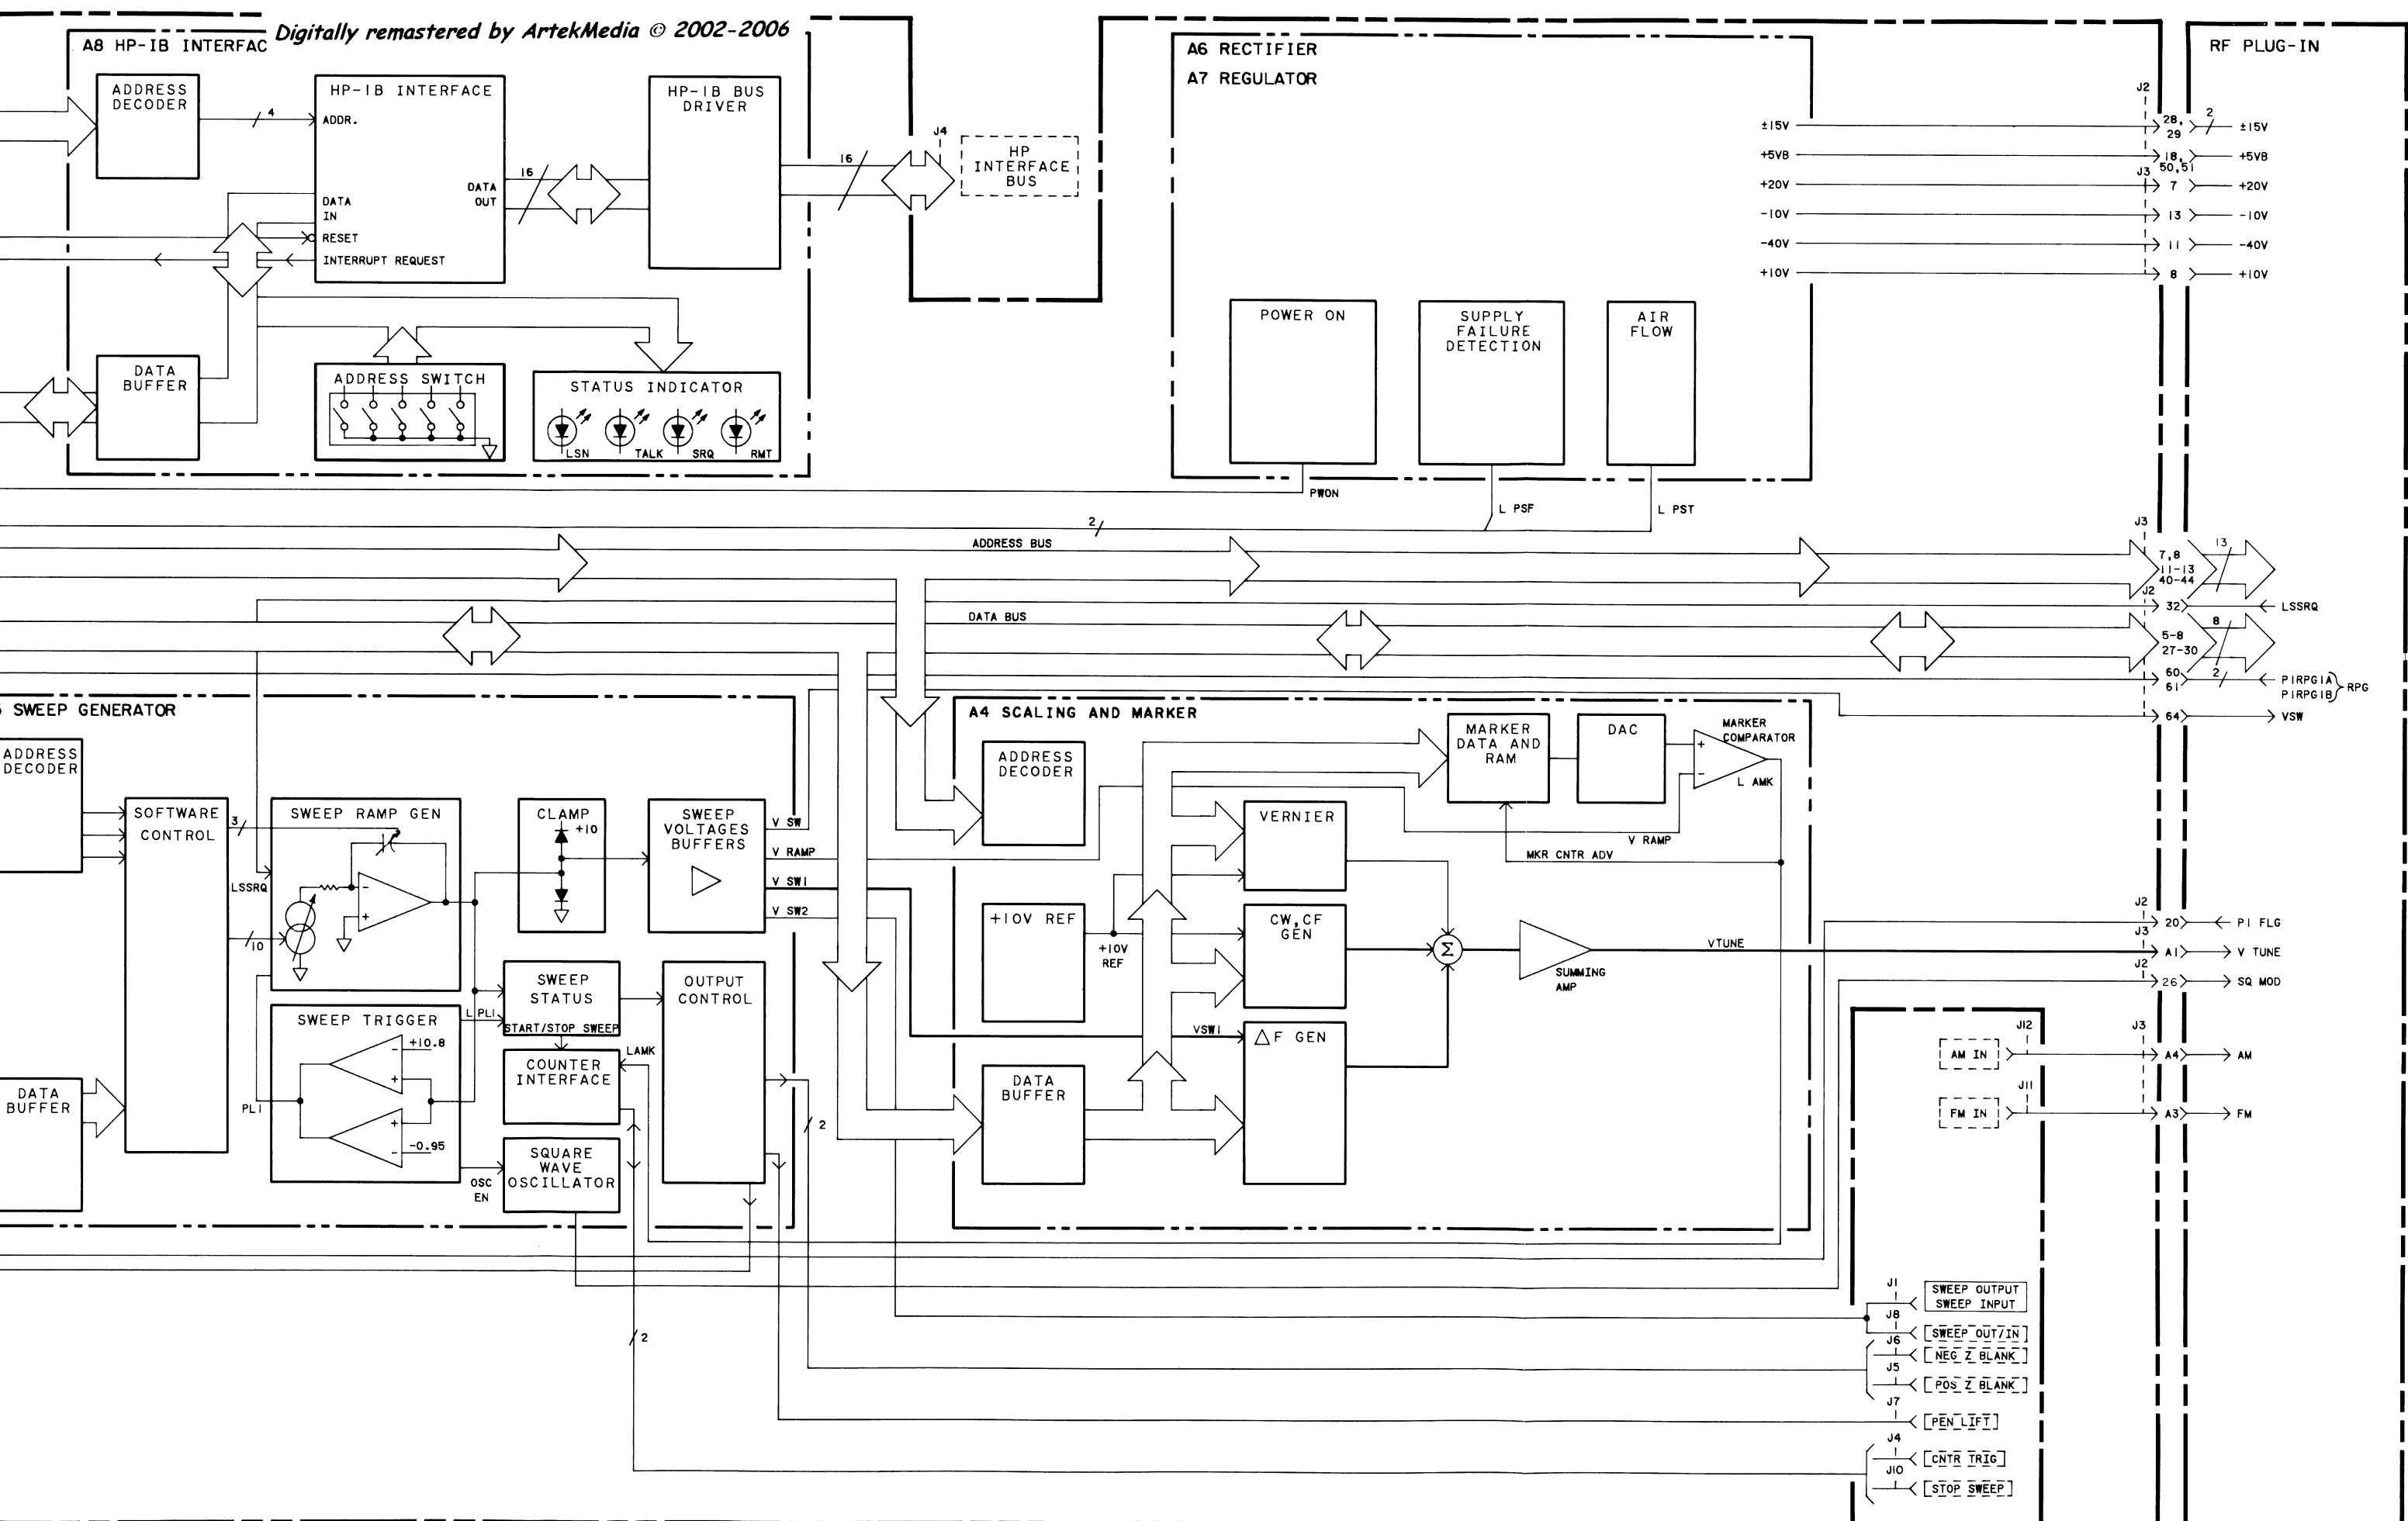 Digitally remastered by ArtekMedia © 2002-2006
A8 HP-IB INTERFAC
ADDRESS
DECODER
4
HP-IB INTERFACE
ADDR.
DATA
IN
RESET
INTERRUPT REQUEST
DATA
OUT
16
HP-IB BUS
DRIVER
16
J4
HP
INTERFACE
BUS
DATA
BUFFER
ADDRESS SWITCH
STATUS INDICATOR
LSN
TALK
SRQ
RMT
A6 RECTIFIER
A7 REGULATOR
±15V
+5VB
+20V
-10V
-40V
+10V
POWER ON
SUPPLY
FAILURE
DETECTION
AIR
FLOW
PWON
L PSF
L PST
2
RF PLUG-IN
J2
28,
29
2
±15V
18,
50,51
+5VB
J3
7
+20V
13
-10V
11
-40V
8
+10V
ADDRESS BUS
J3
7,8
11-13
40-44
13
J2
32
LSSRQ
DATA BUS
5-8
27-30
8
60
61
2
PIRPGIA
PIRPGIB
RPG
64
VSW
SWEEP GENERATOR
ADDRESS
DECODER
DATA
BUFFER
SOFTWARE
CONTROL
3
LSSRQ
10
SWEEP RAMP GEN
-
+
SWEEP TRIGGER
+10.8
-
+
+
-
-0.95
PLI
L PLI
OSC
EN
CLAMP
+10
SWEEP
VOLTAGES
BUFFERS
V SW
V RAMP
V SW1
V SW2
SWEEP
STATUS
START/STOP SWEEP
COUNTER
INTERFACE
LAMK
SQUARE
WAVE
OSCILLATOR
OUTPUT
CONTROL
2
2
A4 SCALING AND MARKER
ADDRESS
DECODER
+10V REF
+10V
REF
DATA
BUFFER
VERNIER
CW,CF
GEN
VSW1
△F GEN
MARKER
DATA AND
RAM
DAC
MARKER
COMPARATOR
+
-
L AMK
V RAMP
MKR CNTR ADV
Σ
SUMMING
AMP
VTUNE
J2
20
PI FLG
J3
A1
V TUNE
J2
26
SQ MOD
J12
AM IN
J3
A4
AM
J11
FM IN
A3
FM
J1
SWEEP OUTPUT
SWEEP INPUT
J8
SWEEP OUT/IN
J6
NEG Z BLANK
J5
POS Z BLANK
J7
PEN LIFT
J4
CNTR TRIG
J10
STOP SWEEP